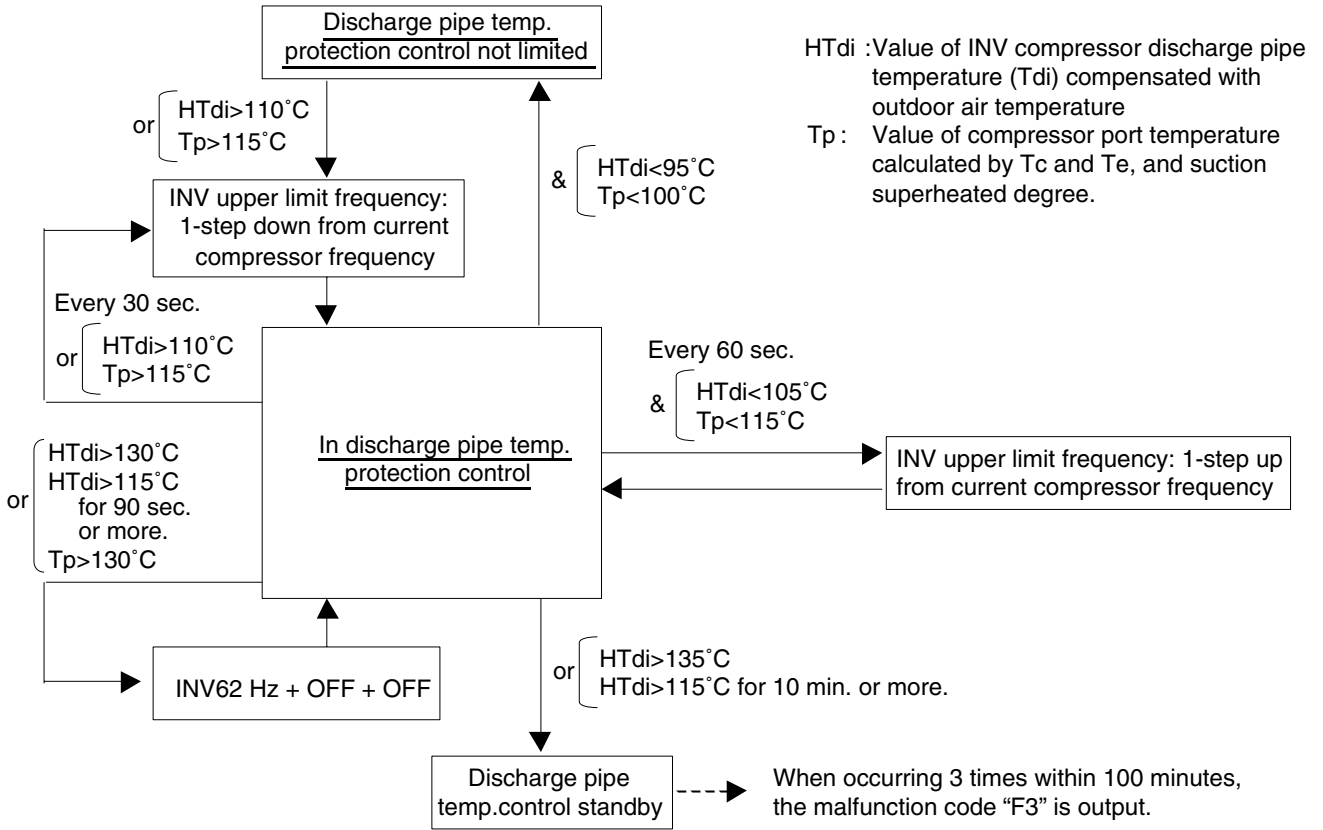 Discharge pipe temp.
protection control not limited
HTdi :Value of INV compressor discharge pipe
temperature (Tdi) compensated with
outdoor air temperature
Tp : Value of compressor port temperature
calculated by Tc and Te, and suction
superheated degree.
or
HTdi>110˚C
Tp>115˚C
&
HTdi<95˚C
Tp<100˚C
INV upper limit frequency:
1-step down from current
compressor frequency
Every 30 sec.
or
HTdi>110˚C
Tp>115˚C
Every 60 sec.
&
HTdi<105˚C
Tp<115˚C
In discharge pipe temp.
protection control
INV upper limit frequency: 1-step up
from current compressor frequency
or
HTdi>130˚C
HTdi>115˚C
for 90 sec.
or more.
Tp>130˚C
INV62 Hz + OFF + OFF
or
HTdi>135˚C
HTdi>115˚C for 10 min. or more.
Discharge pipe
temp.control standby
When occurring 3 times within 100 minutes,
the malfunction code “F3” is output.